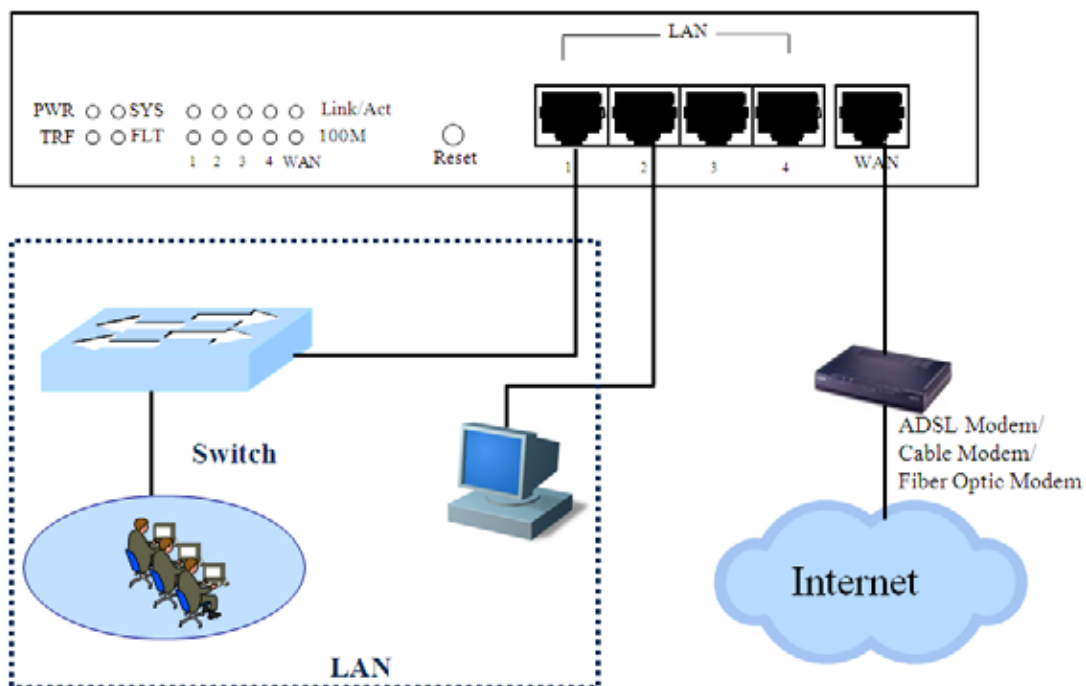 LAN
PWR SYS Link/Act
TRF FLT 100M
1 2 3 4 WAN
Reset
1 2 3 4 WAN
Switch
ADSL Modem/
Cable Modem/
Fiber Optic Modem
Internet
LAN